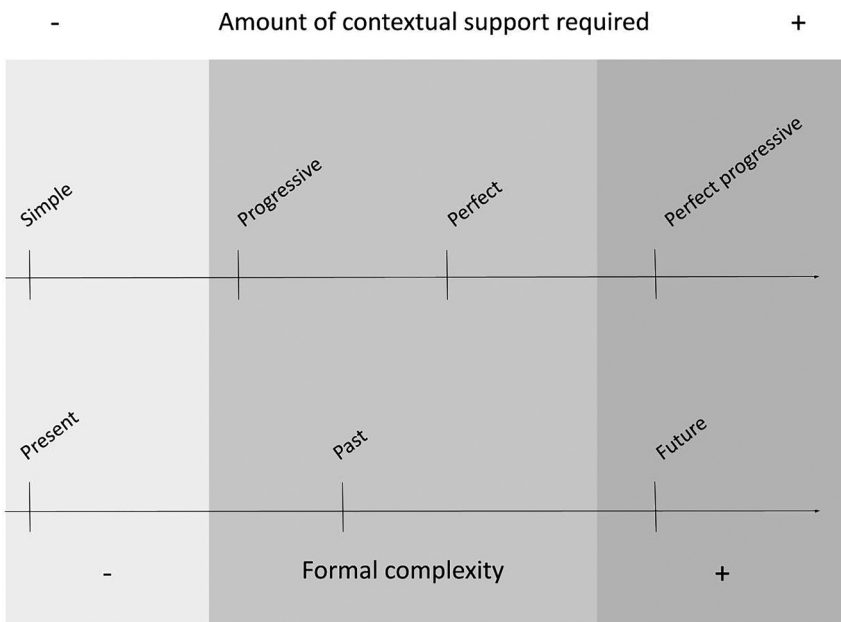 - Amount of contextual support required +
Simple
Progressive
Perfect
Perfect progressive
Present
Past
Future
- Formal complexity +